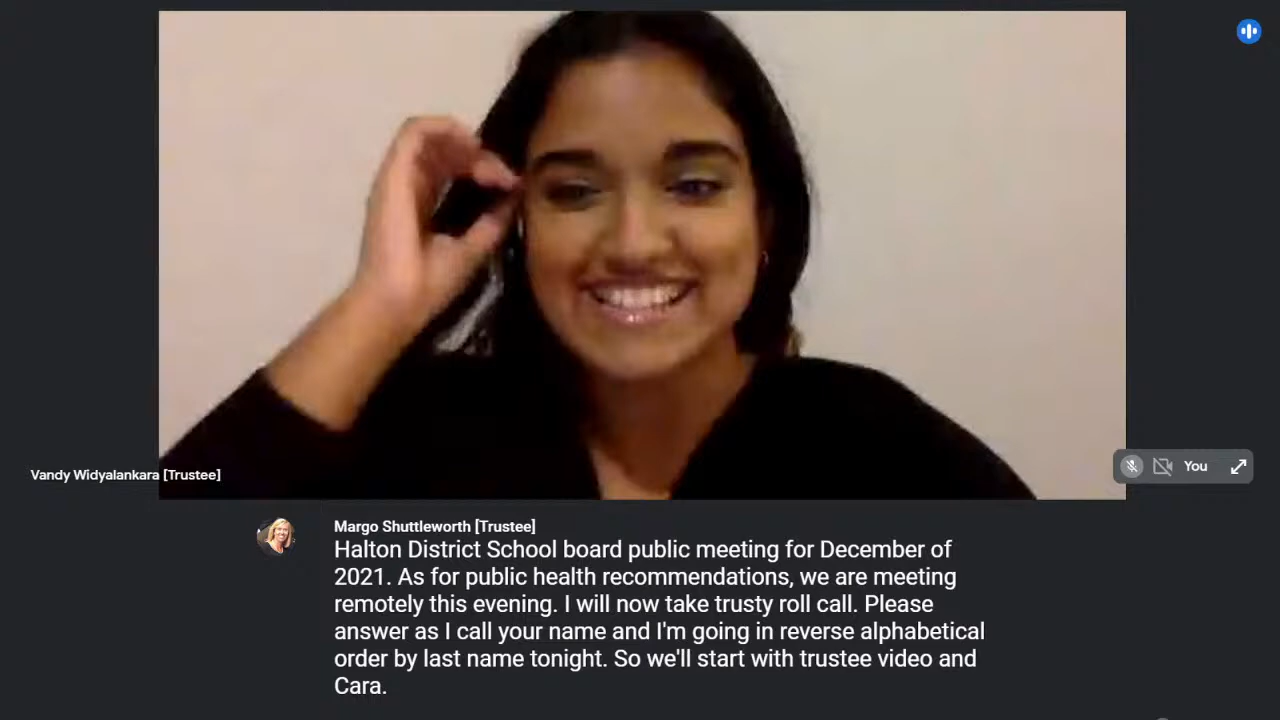 Vandy Widyalankara [Trustee]
You
Margo Shuttleworth [Trustee]
Halton District School board public meeting for December of
2021. As for public health recommendations, we are meeting
remotely this evening. I will now take trusty roll call. Please
answer as I call your name and I'm going in reverse alphabetical
order by last name tonight. So we'll start with trustee video and
Cara.